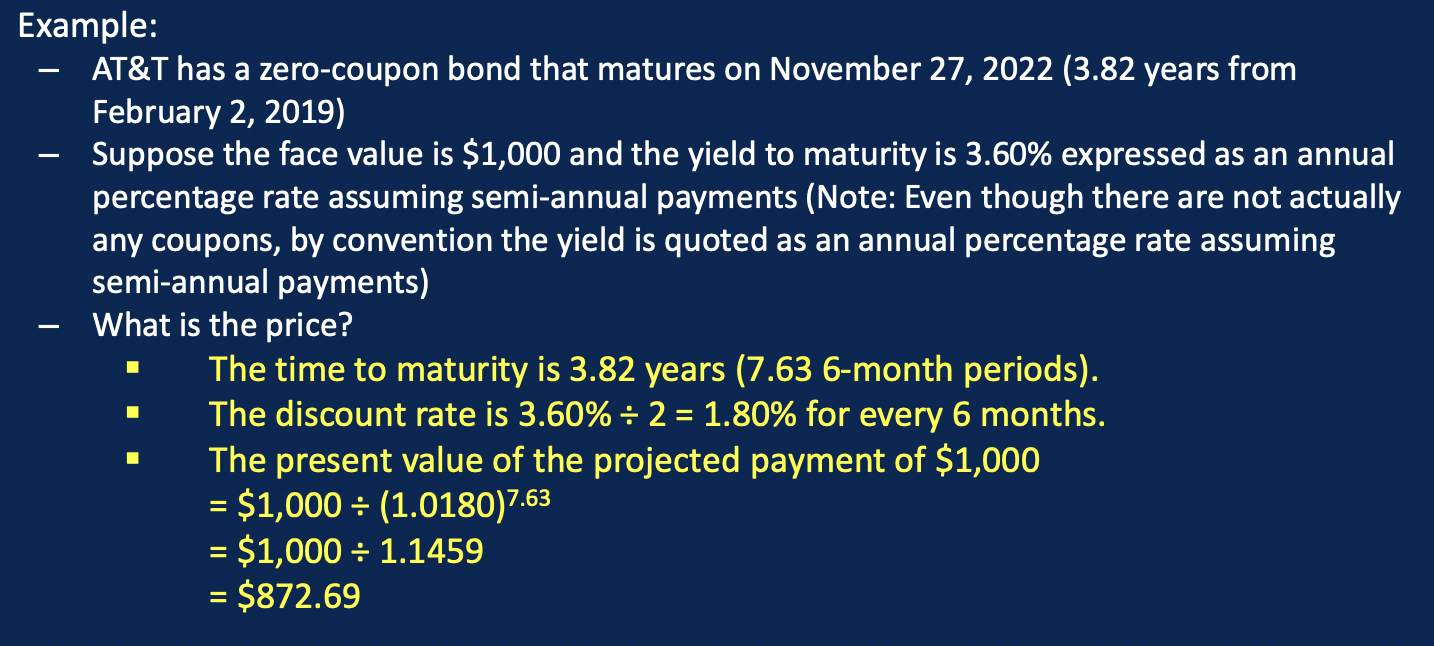 Example:
– AT&T has a zero-coupon bond that matures on November 27, 2022 (3.82 years from
February 2, 2019)
– Suppose the face value is $1,000 and the yield to maturity is 3.60% expressed as an annual
percentage rate assuming semi-annual payments (Note: Even though there are not actually
any coupons, by convention the yield is quoted as an annual percentage rate assuming
semi-annual payments)
– What is the price?
▪ The time to maturity is 3.82 years (7.63 6-month periods).
▪ The discount rate is 3.60% ÷ 2 = 1.80% for every 6 months.
▪ The present value of the projected payment of $1,000
= $1,000 ÷ (1.0180)⁷·⁶³
= $1,000 ÷ 1.1459
= $872.69